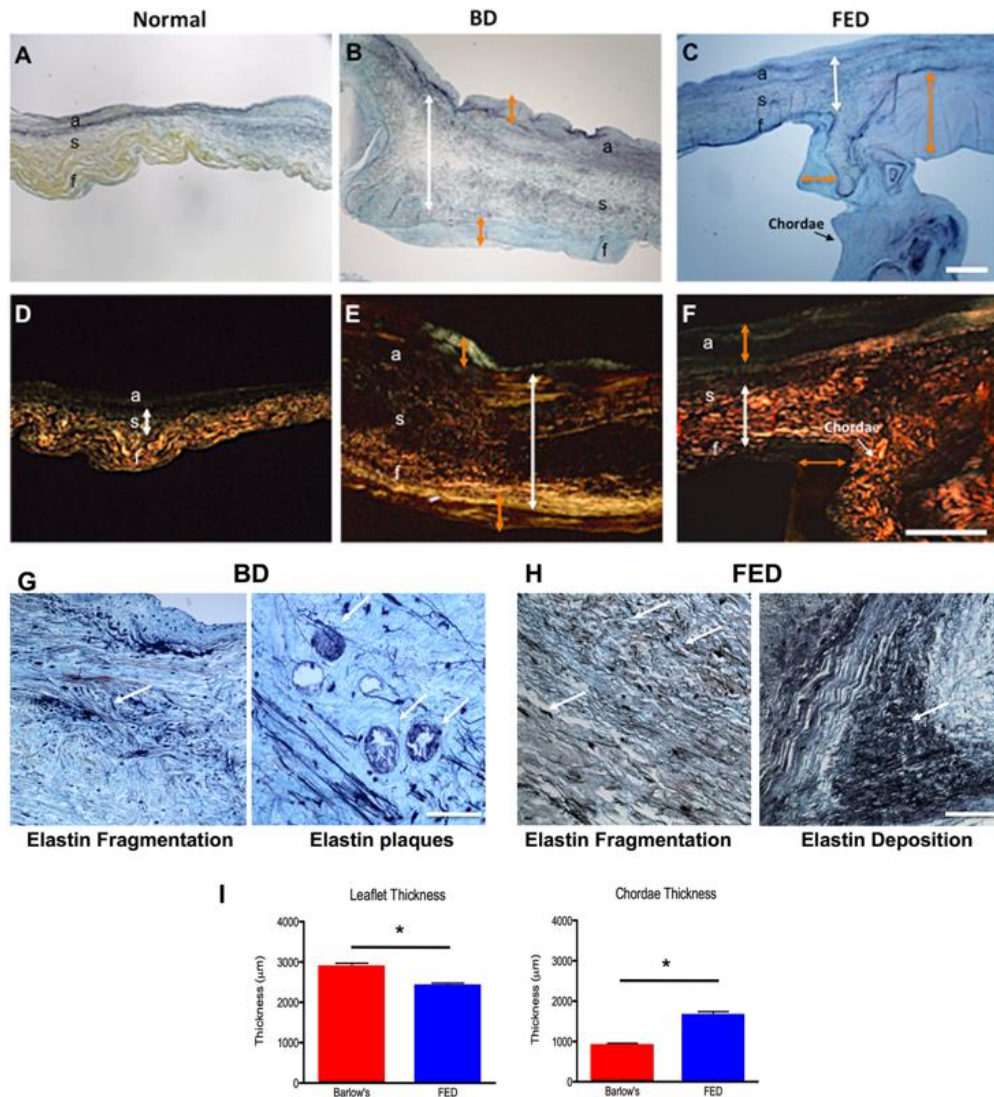 Normal BD FED
A B C
a a a
s s s
f f f
Chordae
D E F
a a a
s s s
f f f
Chordae
G BD H FED
Elastin Fragmentation Elastin plaques Elastin Fragmentation Elastin Deposition
I
Leaflet Thickness Chordae Thickness
4000 4000
* *
3000 3000
2000 2000
1000 1000
0 0
Thickness (μm) Thickness (μm)
Barlow's FED Barlow's FED